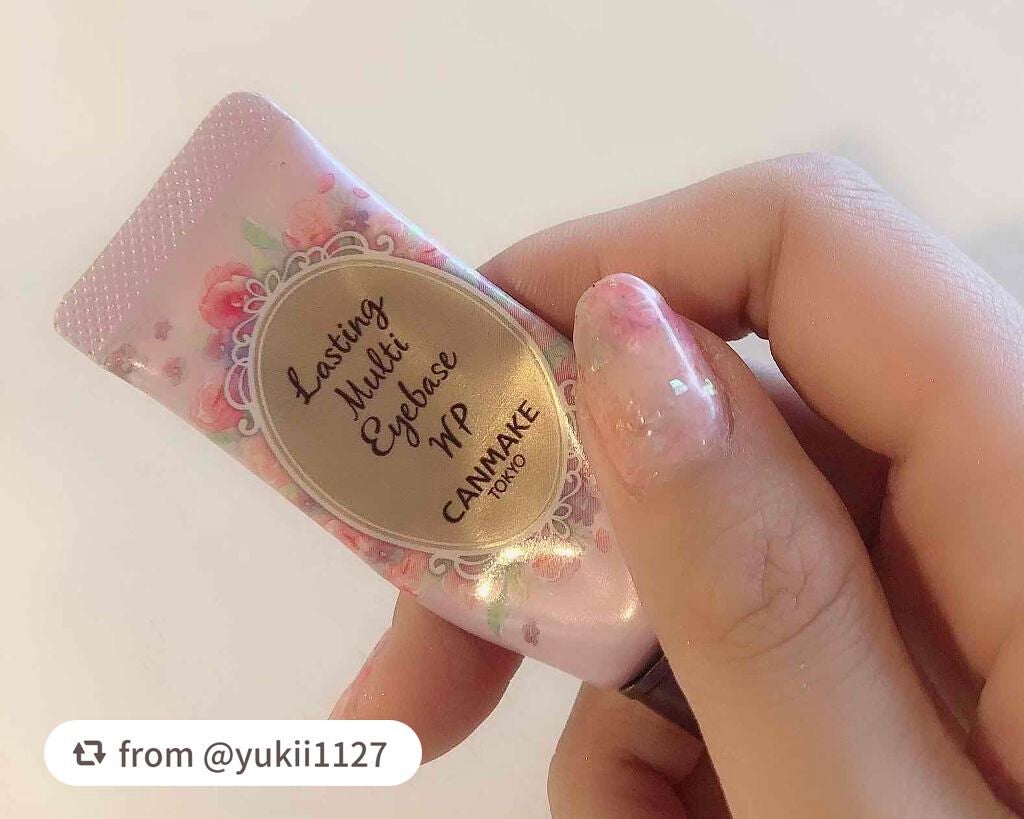 Lasting
Multi
Eyebase
WP
CANMAKE
TOKYO
from @yukii1127